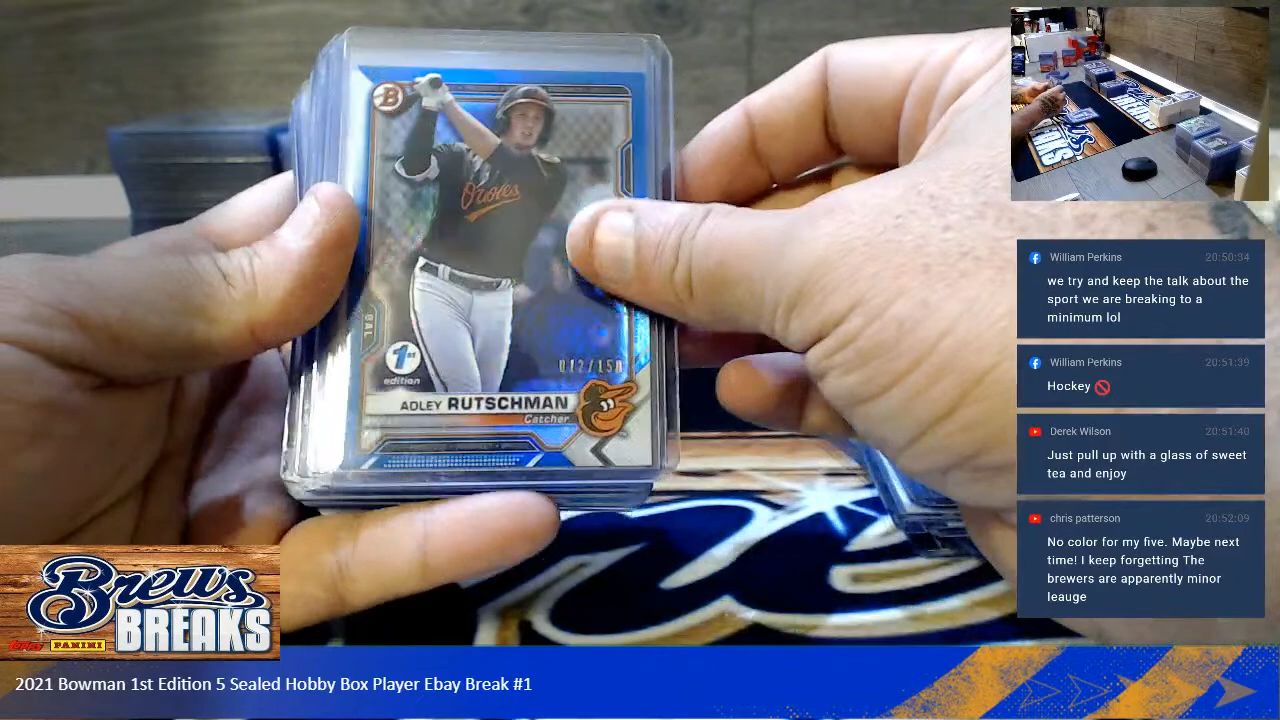 B
Orioles
BAL
1st
edition
072/150
ADLEY RUTSCHMAN
Catcher
BREAKS
William Perkins 20:50:34
we try and keep the talk about the
sport we are breaking to a
minimum lol
William Perkins 20:51:39
Hockey
Derek Wilson 20:51:40
Just pull up with a glass of sweet
tea and enjoy
chris patterson 20:52:09
No color for my five. Maybe next
time! I keep forgetting The
brewers are apparently minor
leauge
Brews
BREAKS
topps PANINI
2021 Bowman 1st Edition 5 Sealed Hobby Box Player Ebay Break #1